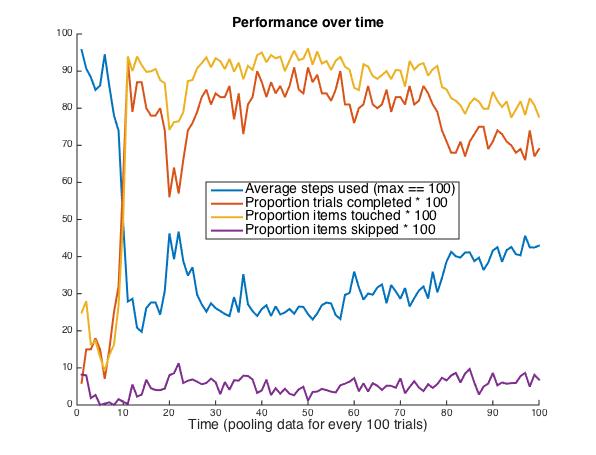 Performance over time
100
90
80
70
60
50
40
30
20
10
0
Average steps used (max == 100)
Proportion trials completed * 100
Proportion items touched * 100
Proportion items skipped * 100
0 10 20 30 40 50 60 70 80 90 100
Time (pooling data for every 100 trials)